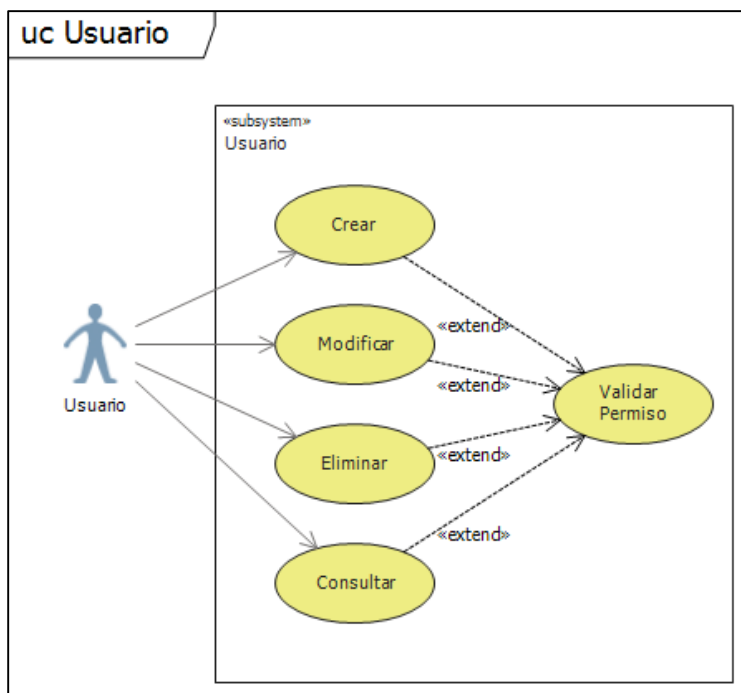 uc Usuario
«subsystem»
Usuario
Crear
«extend»
Modificar
«extend»
Validar
Permiso
Usuario
Eliminar
«extend»
«extend»
Consultar